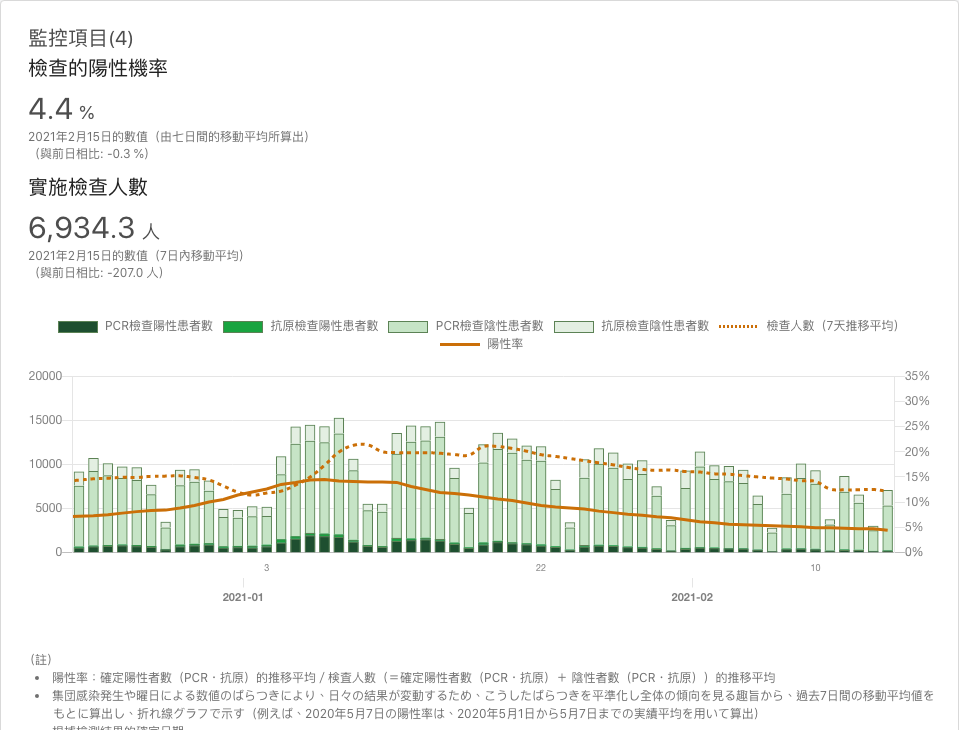 監控項目(4)
檢查的陽性機率
4.4 %
2021年2月15日的數值（由七日間的移動平均所算出）
（與前日相比: -0.3 %）
實施檢查人數
6,934.3 人
2021年2月15日的數值（7日內移動平均）
（與前日相比: -207.0 人）
PCR檢查陽性患者數 抗原檢查陽性患者數 PCR檢查陰性患者數 抗原檢查陰性患者數 檢查人數（7天推移平均）
陽性率
20000 35%
30%
15000 25%
20%
10000 15%
10%
5000 5%
0 0%
3 22 10
2021-01 2021-02
（註）
• 陽性率：確定陽性者數（PCR・抗原）的推移平均 / 検査人數（＝確定陽性者數（PCR・抗原）＋ 陰性者數（PCR・抗原））的推移平均
• 集団感染発生や曜日による数値のばらつきにより、日々の結果が変動するため、こうしたばらつきを平準化し全体の傾向を見る趣旨から、過去7日間の移動平均値を
もとに算出し、折れ線グラフで示す（例えば、2020年5月7日の陽性率は、2020年5月1日から5月7日までの実績平均を用いて算出）